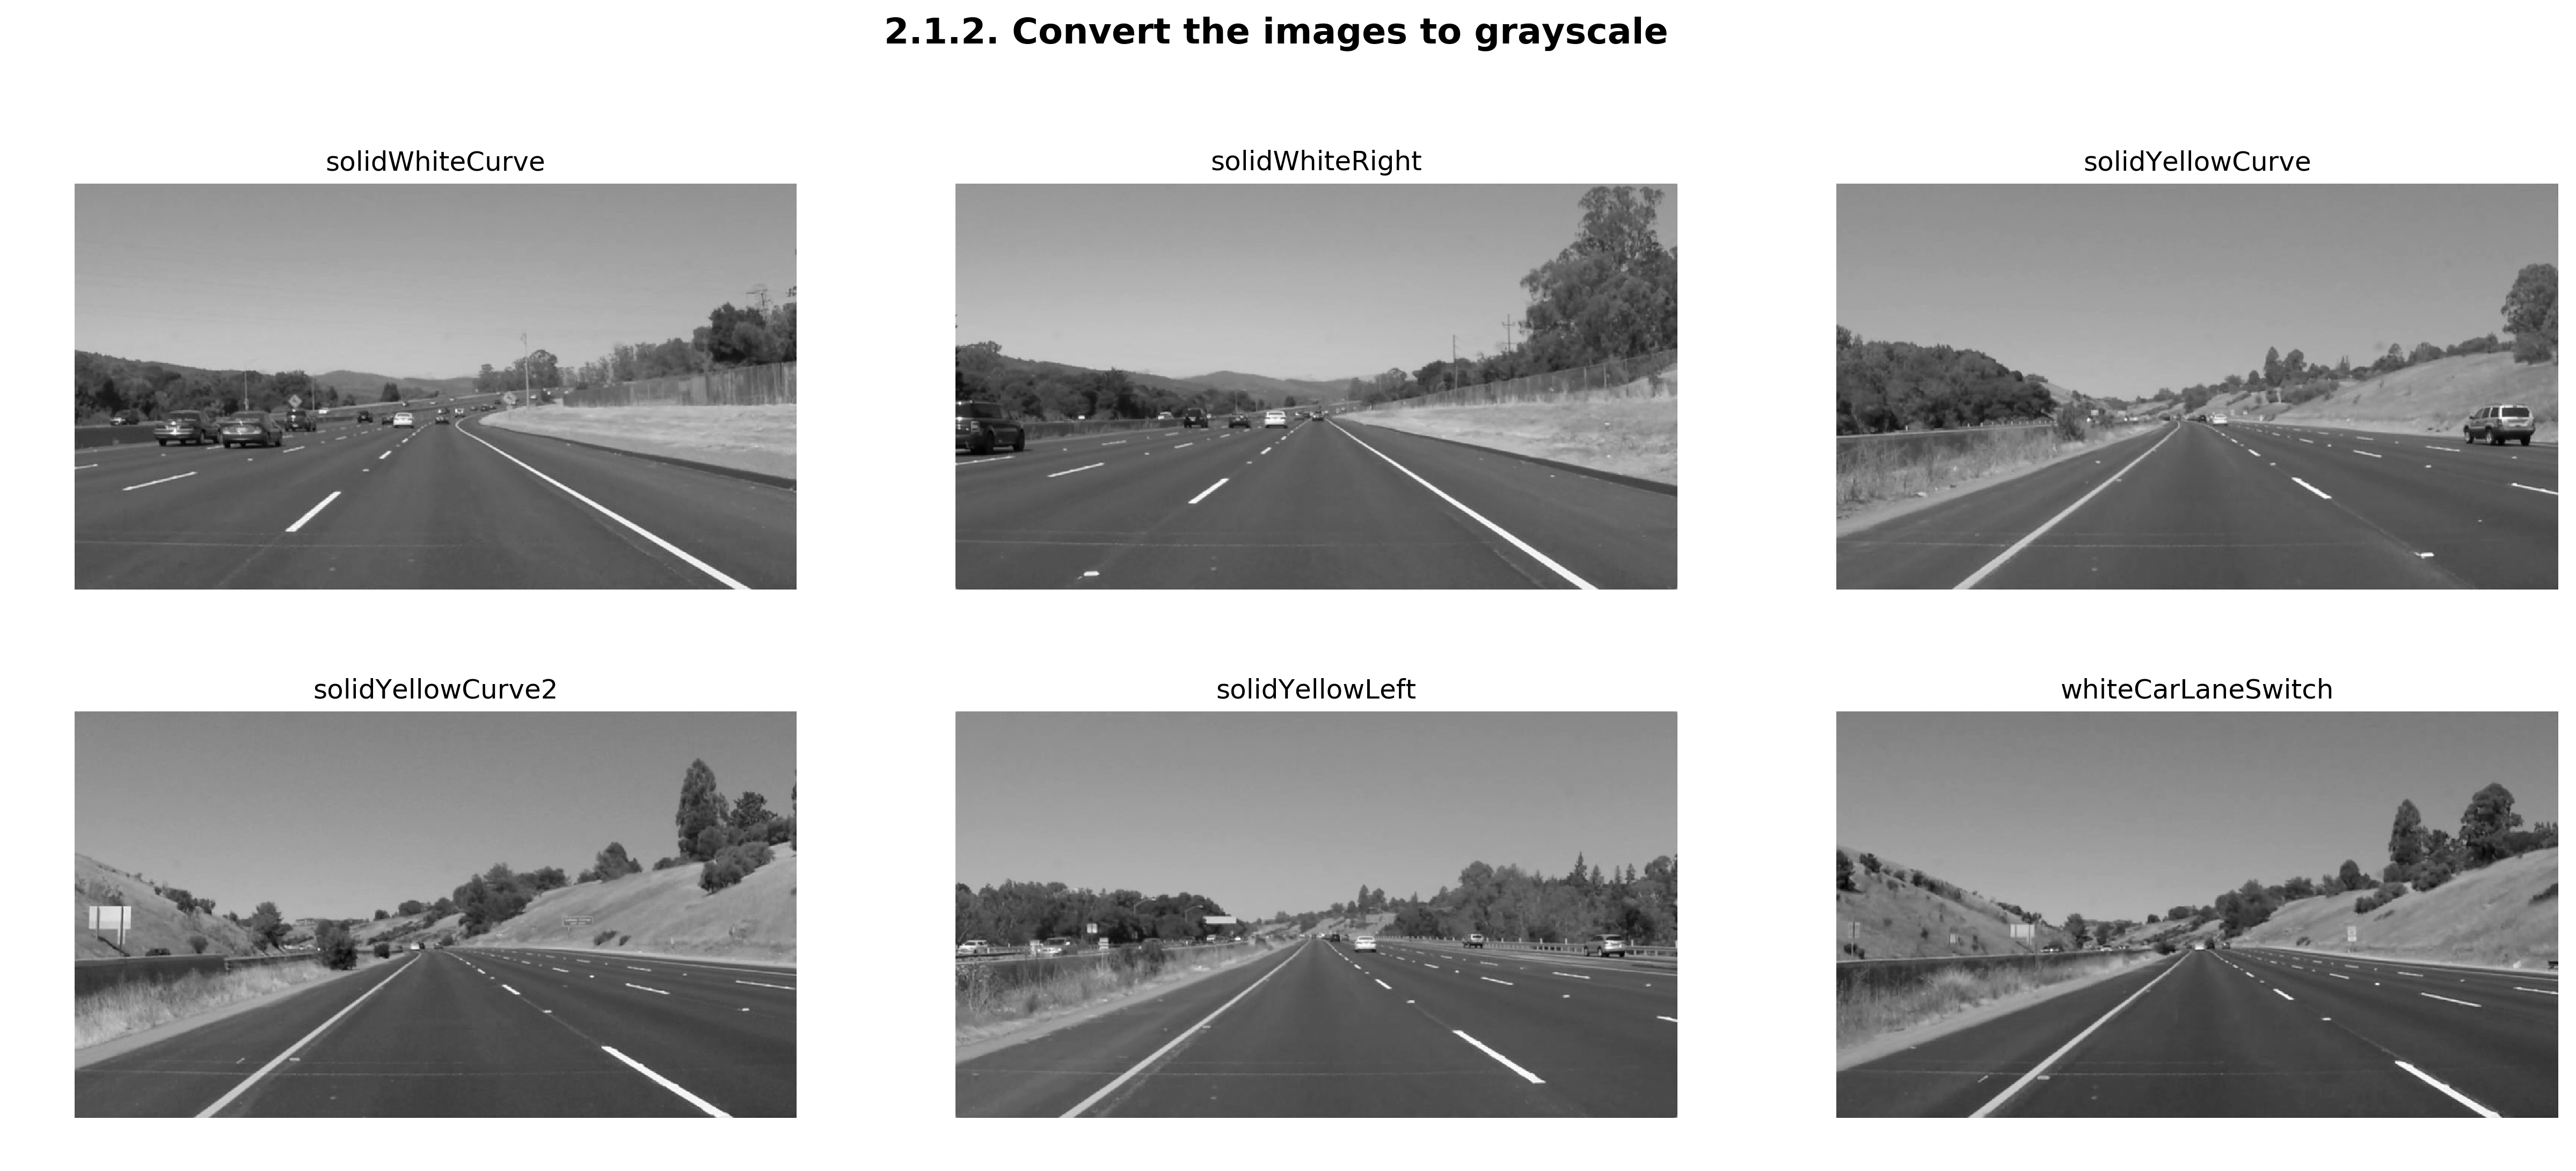 2.1.2. Convert the images to grayscale
solidWhiteCurve
solidWhiteRight
solidYellowCurve
solidYellowCurve2
solidYellowLeft
whiteCarLaneSwitch